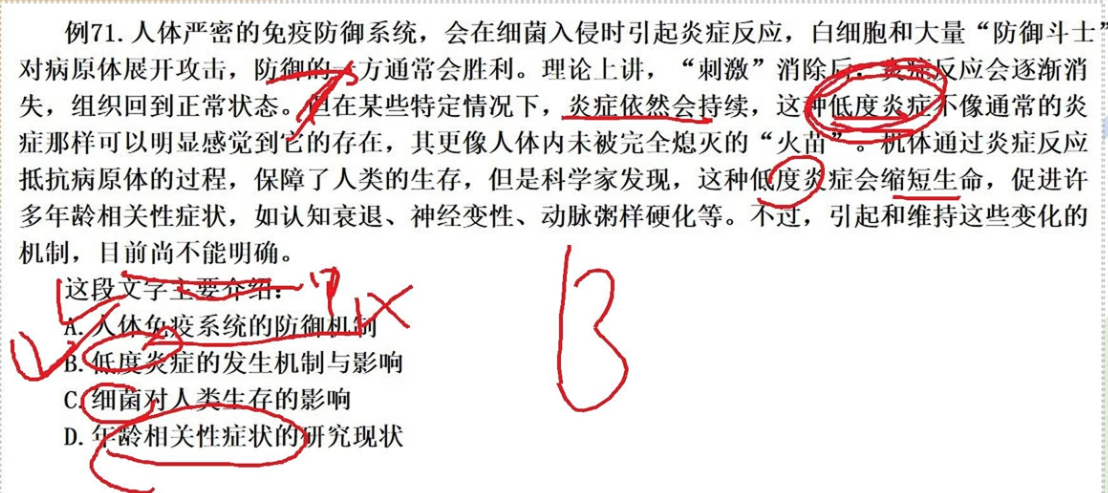 例71. 人体严密的免疫防御系统，会在细菌入侵时引起炎症反应，白细胞和大量“防御斗士”
对病原体展开攻击，防御的一方通常会胜利。理论上讲，“刺激”消除后，炎症反应会逐渐消
失，组织回到正常状态。但在某些特定情况下，炎症依然会持续，这种低度炎症不像通常的炎
症那样可以明显感觉到它的存在，其更像人体内未被完全熄灭的“火苗”。机体通过炎症反应
抵抗病原体的过程，保障了人类的生存，但是科学家发现，这种低度炎症会缩短生命，促进许
多年龄相关性症状，如认知衰退、神经变性、动脉粥样硬化等。不过，引起和维持这些变化的
机制，目前尚不能明确。
这段文字主要介绍：
A. 人体免疫系统的防御机制
B. 低度炎症的发生机制与影响
C. 细菌对人类生存的影响
D. 年龄相关性症状的研究现状
B